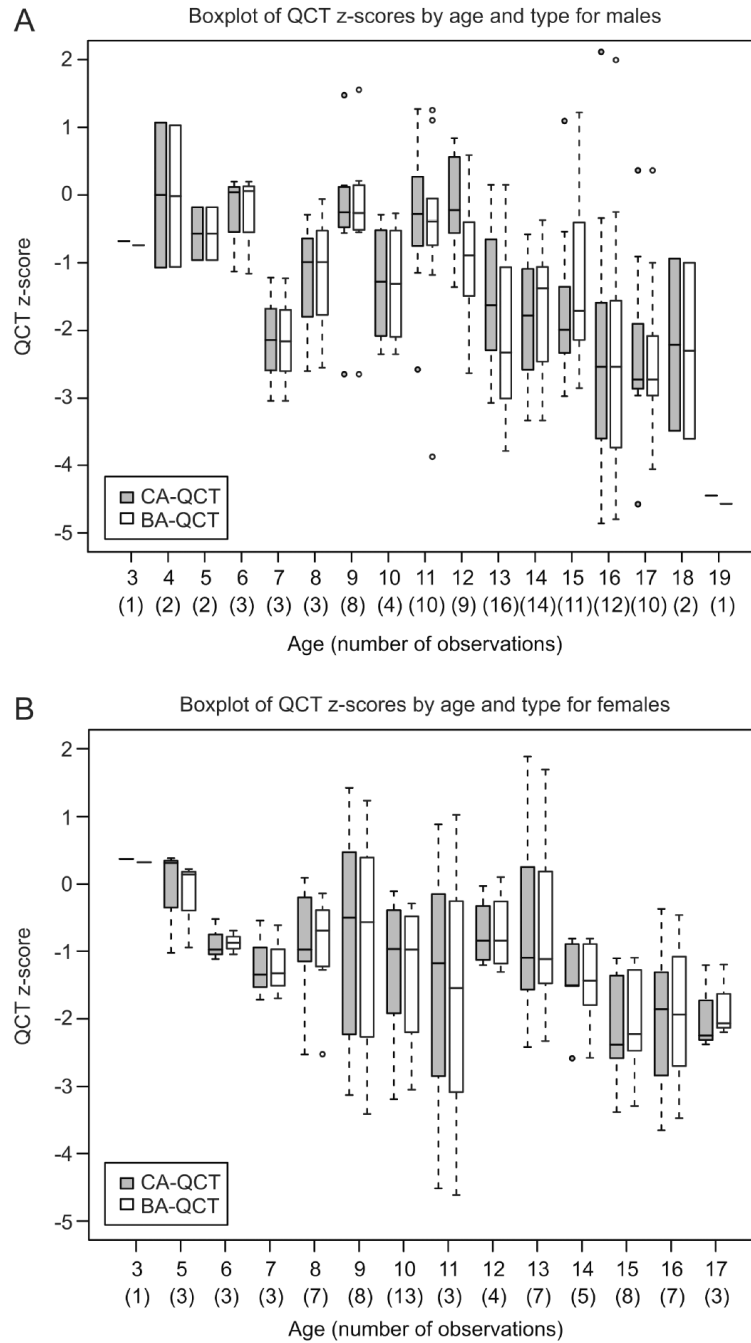 A
Boxplot of QCT z-scores by age and type for males
QCT z-score
2
1
0
-1
-2
-3
-4
-5
CA-QCT
BA-QCT
3 4 5 6 7 8 9 10 11 12 13 14 15 16 17 18 19
(1) (2) (2) (3) (3) (3) (8) (4) (10) (9) (16) (14) (11) (12) (10) (2) (1)
Age (number of observations)
B
Boxplot of QCT z-scores by age and type for females
QCT z-score
2
1
0
-1
-2
-3
-4
-5
CA-QCT
BA-QCT
3 5 6 7 8 9 10 11 12 13 14 15 16 17
(1) (3) (3) (3) (7) (8) (13) (3) (4) (7) (5) (8) (7) (3)
Age (number of observations)